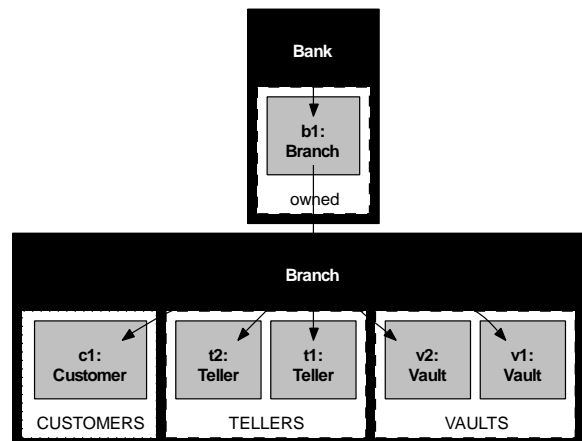 Bank
b1:
Branch
owned
Branch
c1:
Customer
t2:
Teller
t1:
Teller
v2:
Vault
v1:
Vault
CUSTOMERS
TELLERS
VAULTS